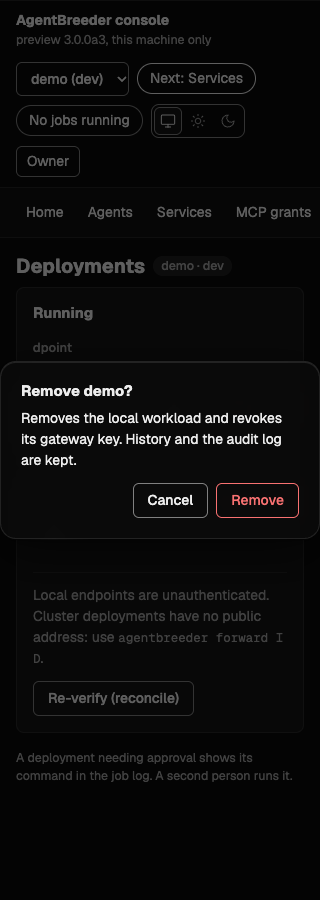 AgentBreeder console
preview 3.0.0a3, this machine only
demo (dev)
Next: Services
No jobs running
Owner
Home
Agents
Services
MCP grants
Deployments
demo · dev
Running
dpoint
Remove demo?
Removes the local workload and revokes
its gateway key. History and the audit log
are kept.
Cancel
Remove
Local endpoints are unauthenticated.
Cluster deployments have no public
address: use agentbreeder forward I
D.
Re-verify (reconcile)
A deployment needing approval shows its
command in the job log. A second person runs it.